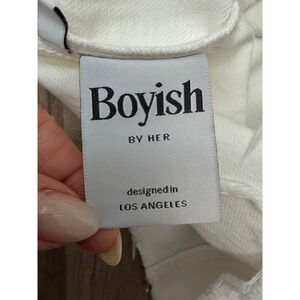 Boyish
BY HER
designed in
LOS ANGELES